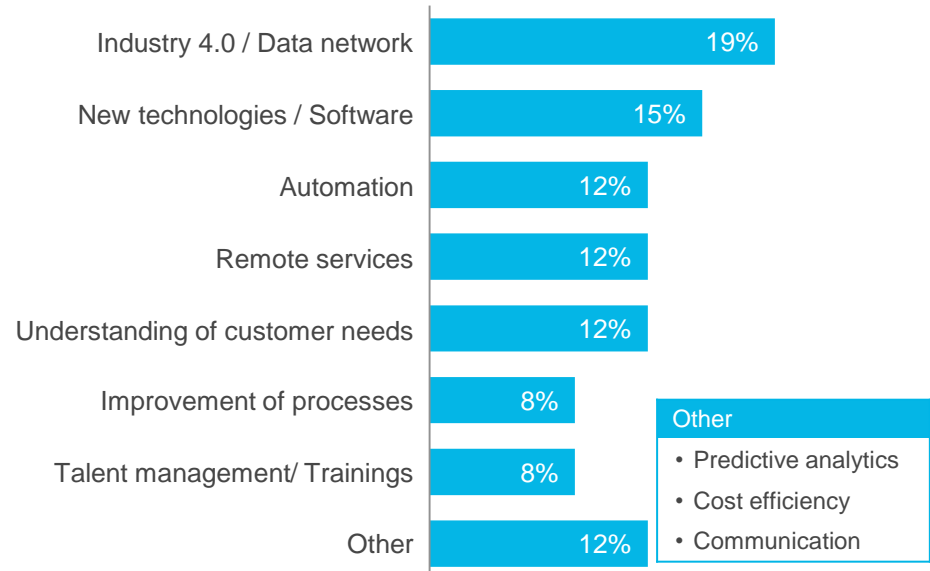 Industry 4.0 / Data network 19%
New technologies / Software 15%
Automation 12%
Remote services 12%
Understanding of customer needs 12%
Improvement of processes 8%
Talent management/ Trainings 8%
Other 12%
Other
• Predictive analytics
• Cost efficiency
• Communication